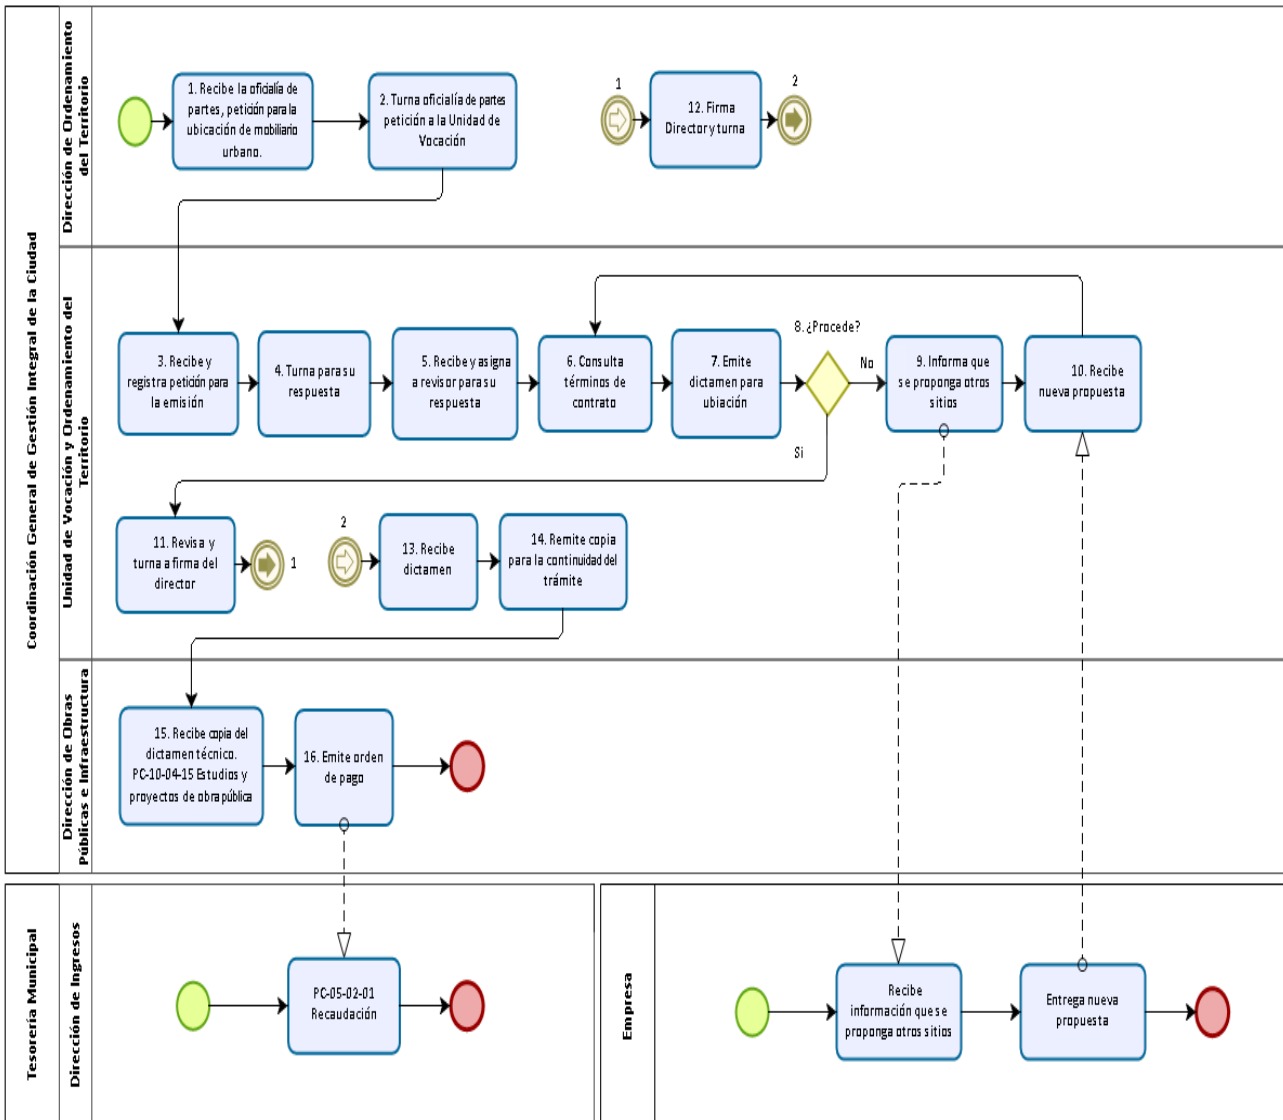 Coordinación General de Gestión Integral de la Ciudad
Dirección de Ordenamiento
del Territorio
1. Recibe la oficialía de
partes, petición para la
ubicación de mobiliario
urbano.
2. Turna oficialía de partes
petición a la Unidad de
Vocación
1
12. Firma
Director y turna
2
Unidad de Vocación y Ordenamiento del
Territorio
3. Recibe y
registra petición para
la emisión
4. Turna para su
respuesta
5. Recibe y asigna
a revisor para su
respuesta
6. Consulta
términos de
contrato
7. Emite
dictamen para
ubiación
8. ¿Procede?
No
Si
9. Informa que
se proponga otros
sitios
10. Recibe
nueva propuesta
11. Revisa y
turna a firma del
director
1
2
13. Recibe
dictamen
14. Remite copia
para la continuidad del
trámite
Dirección de Obras
Públicas e Infraestructura
15. Recibe copia del
dictamen técnico.
PC-10-04-15 Estudios y
proyectos de obra pública
16. Emite orden
de pago
Tesorería Municipal
Dirección de Ingresos
PC-05-02-01
Recaudación
Empresa
Recibe
información que se
proponga otros sitios
Entrega nueva
propuesta